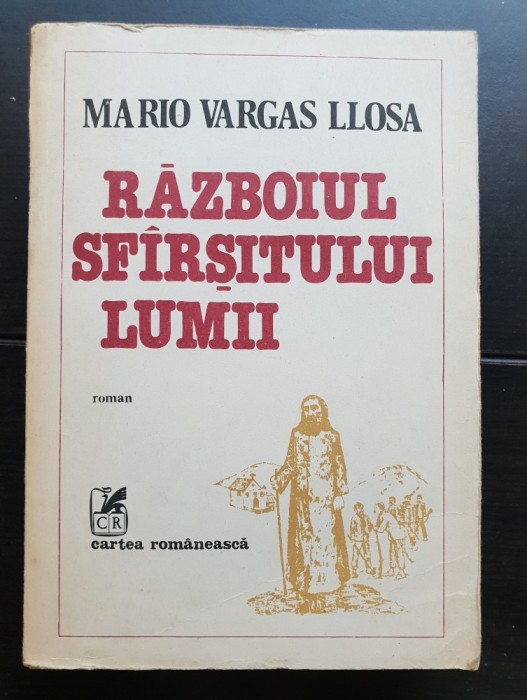 MARIO VARGAS LLOSA
RĂZBOIUL
SFÎRȘITULUI
LUMII
roman
CR
cartea românească